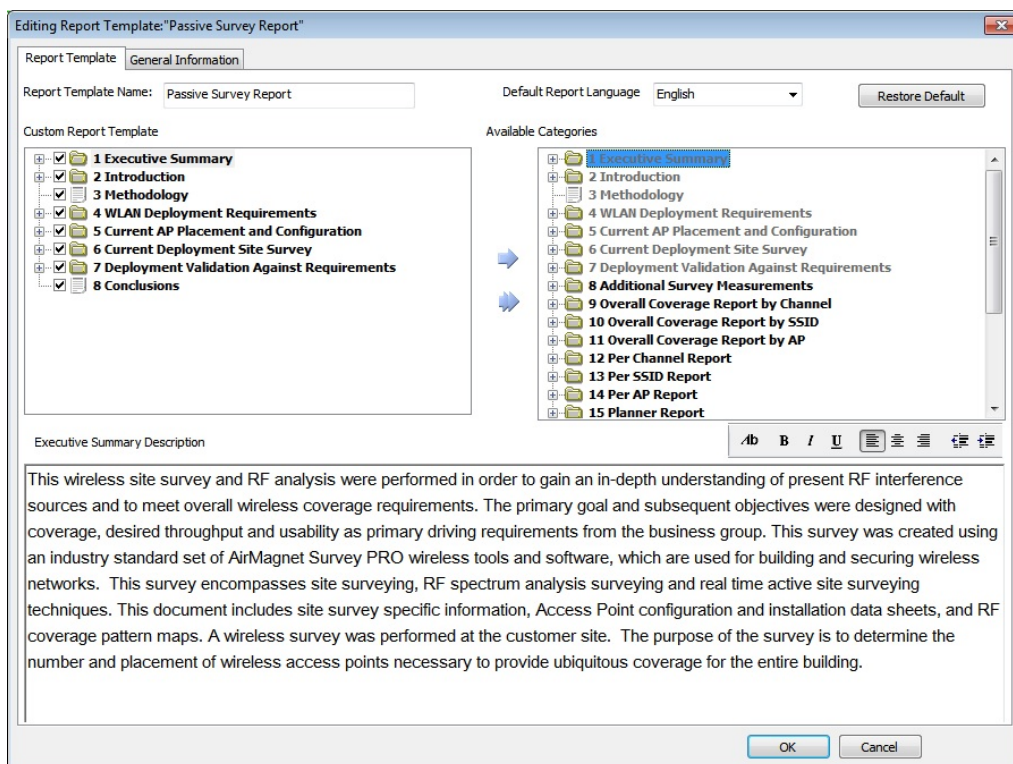 Editing Report Template:"Passive Survey Report"
Report Template
General Information
Report Template Name:
Passive Survey Report
Default Report Language
English
Restore Default
Custom Report Template
Available Categories
1 Executive Summary
2 Introduction
3 Methodology
4 WLAN Deployment Requirements
5 Current AP Placement and Configuration
6 Current Deployment Site Survey
7 Deployment Validation Against Requirements
8 Conclusions
1 Executive Summary
2 Introduction
3 Methodology
4 WLAN Deployment Requirements
5 Current AP Placement and Configuration
6 Current Deployment Site Survey
7 Deployment Validation Against Requirements
8 Additional Survey Measurements
9 Overall Coverage Report by Channel
10 Overall Coverage Report by SSID
11 Overall Coverage Report by AP
12 Per Channel Report
13 Per SSID Report
14 Per AP Report
15 Planner Report
Executive Summary Description
Ab B I U
This wireless site survey and RF analysis were performed in order to gain an in-depth understanding of present RF interference
sources and to meet overall wireless coverage requirements. The primary goal and subsequent objectives were designed with
coverage, desired throughput and usability as primary driving requirements from the business group. This survey was created using
an industry standard set of AirMagnet Survey PRO wireless tools and software, which are used for building and securing wireless
networks.  This survey encompasses site surveying, RF spectrum analysis surveying and real time active site surveying
techniques. This document includes site survey specific information, Access Point configuration and installation data sheets, and RF
coverage pattern maps. A wireless survey was performed at the customer site.  The purpose of the survey is to determine the
number and placement of wireless access points necessary to provide ubiquitous coverage for the entire building.
OK
Cancel